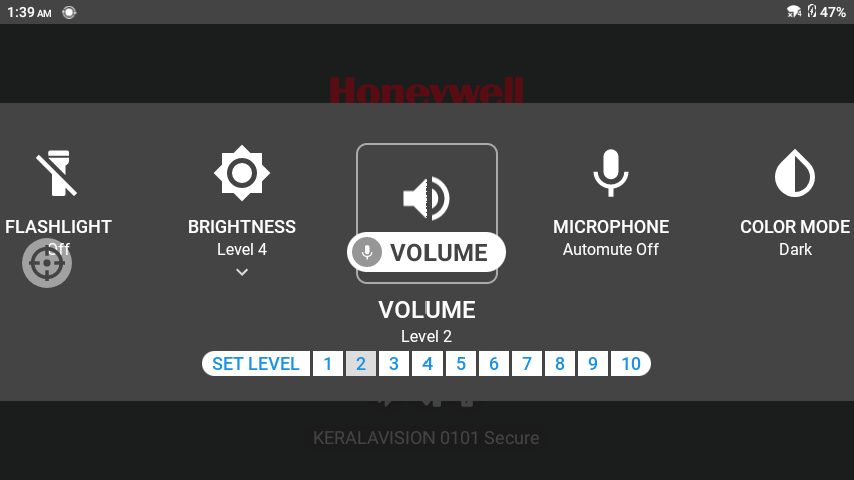 1:39 AM
47%
Honeywell
FLASHLIGHT
Off
BRIGHTNESS
Level 4
VOLUME
MICROPHONE
Automute Off
COLOR MODE
Dark
VOLUME
Level 2
SET LEVEL 1 2 3 4 5 6 7 8 9 10
KERALAVISION 0101 Secure